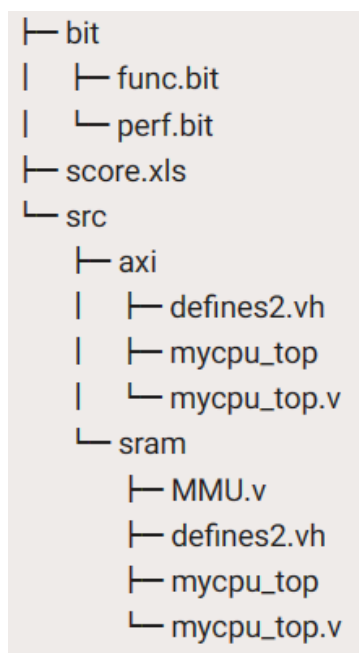 ├── bit
│   ├── func.bit
│   └── perf.bit
├── score.xls
└── src
    ├── axi
    │   ├── defines2.vh
    │   ├── mycpu_top
    │   └── mycpu_top.v
    └── sram
        ├── MMU.v
        ├── defines2.vh
        ├── mycpu_top
        └── mycpu_top.v